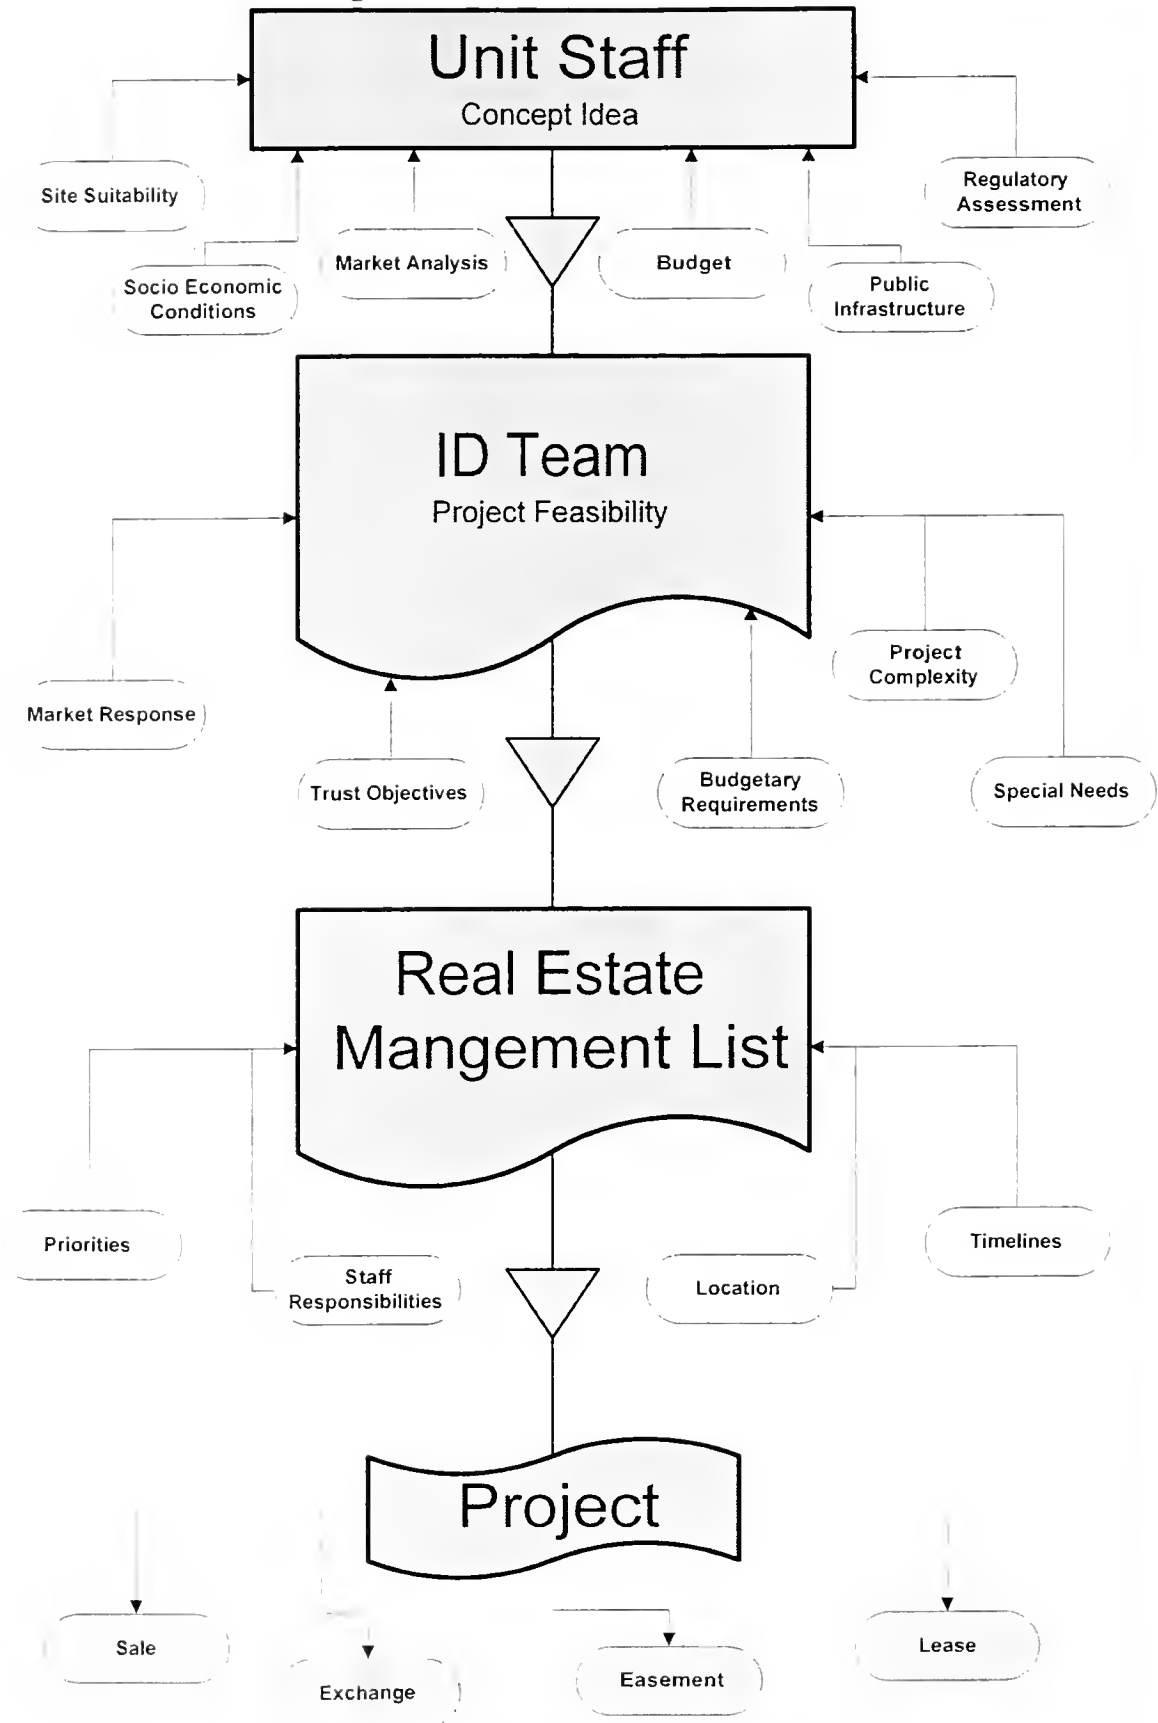 Unit Staff
Concept Idea
Site Suitability
Regulatory
Assessment
Market Analysis
Budget
Socio Economic
Conditions
Public
Infrastructure
ID Team
Project Feasibility
Project
Complexity
Market Response
Trust Objectives
Budgetary
Requirements
Special Needs
Real Estate
Mangement List
Priorities
Timelines
Staff
Responsibilities
Location
Project
Sale
Lease
Exchange
Easement